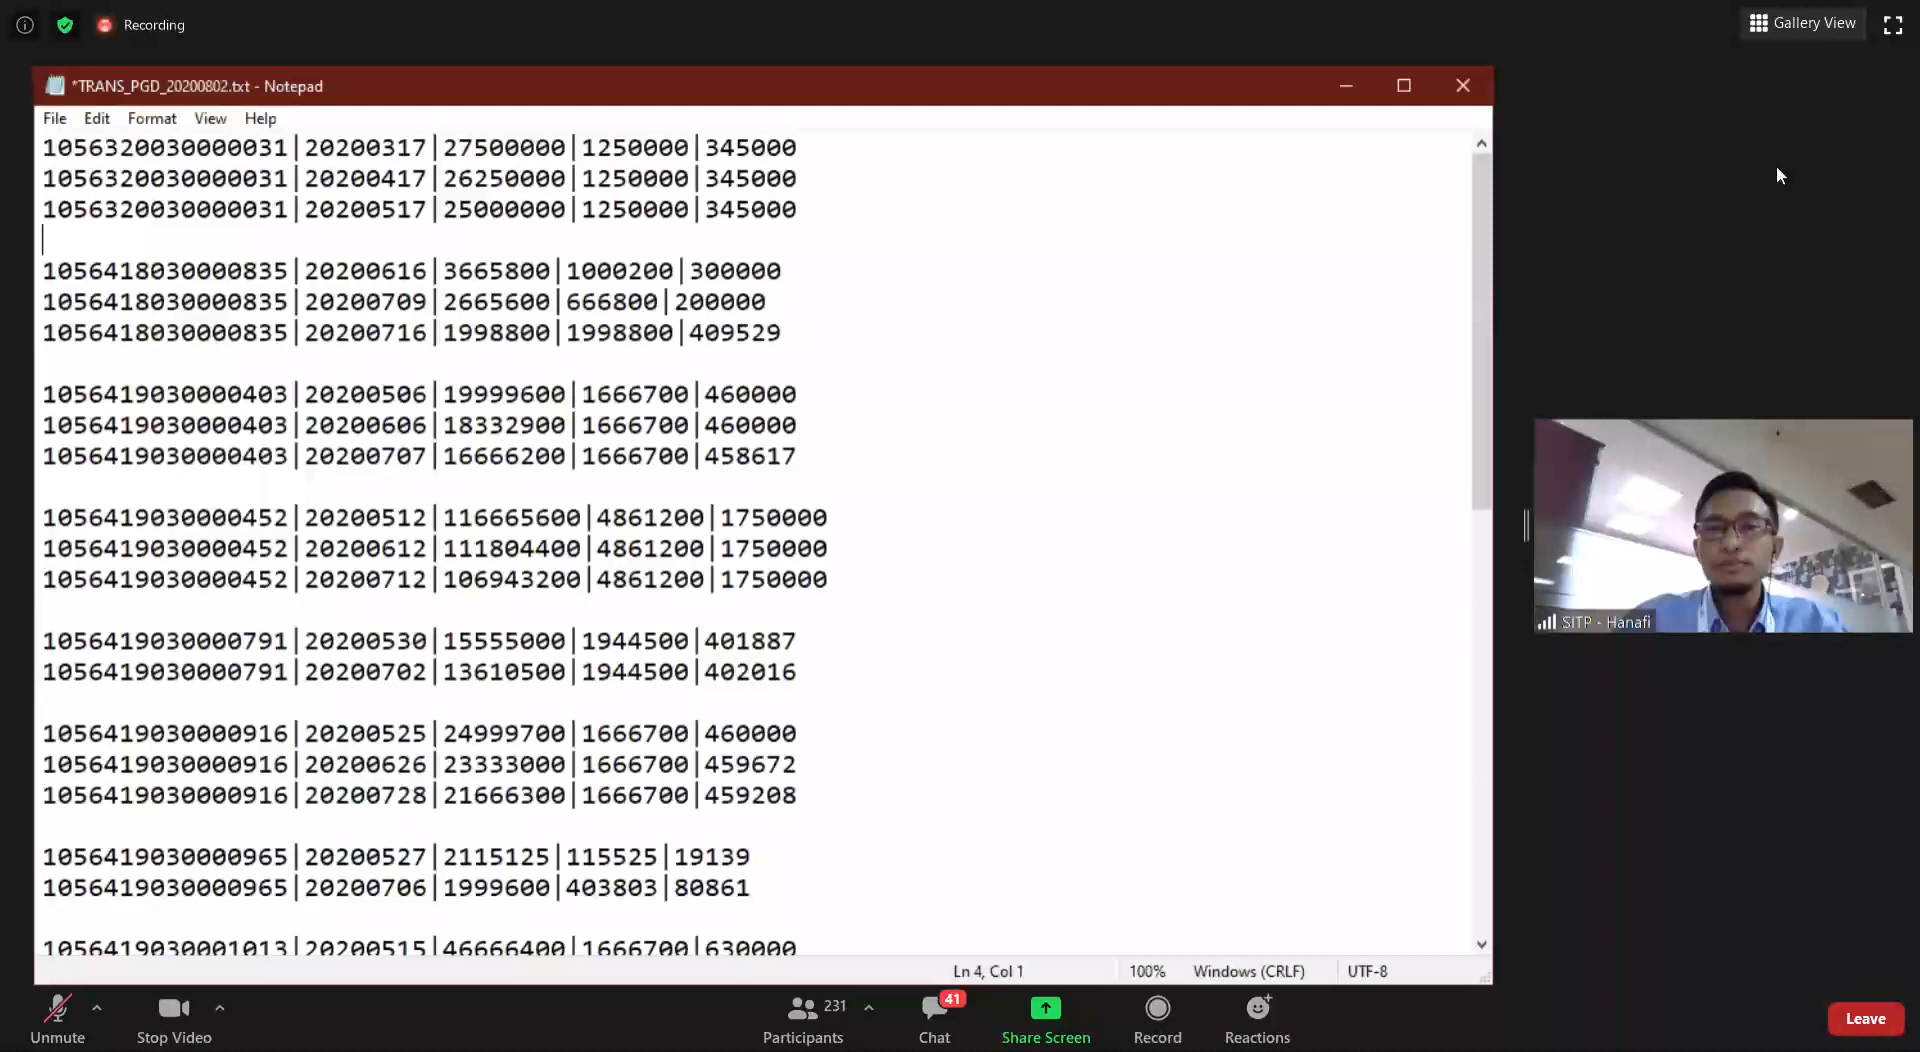 Recording
Gallery View
*TRANS_PGD_20200802.txt - Notepad
File Edit Format View Help
1056320030000031|20200317|27500000|1250000|345000
1056320030000031|20200417|26250000|1250000|345000
1056320030000031|20200517|25000000|1250000|345000
1056418030000835|20200616|3665800|1000200|300000
1056418030000835|20200709|2665600|666800|200000
1056418030000835|20200716|1998800|1998800|409529
1056419030000403|20200506|19999600|1666700|460000
1056419030000403|20200606|18332900|1666700|460000
1056419030000403|20200707|16666200|1666700|458617
1056419030000452|20200512|116665600|4861200|1750000
1056419030000452|20200612|111804400|4861200|1750000
1056419030000452|20200712|106943200|4861200|1750000
1056419030000791|20200530|15555000|1944500|401887
1056419030000791|20200702|13610500|1944500|402016
1056419030000916|20200525|24999700|1666700|460000
1056419030000916|20200626|23333000|1666700|459672
1056419030000916|20200728|21666300|1666700|459208
1056419030000965|20200527|2115125|115525|19139
1056419030000965|20200706|1999600|403803|80861
1056419030001013|20200515|46666400|1666700|630000
Ln 4, Col 1 100% Windows (CRLF) UTF-8
SITP - Hanafi
Unmute Stop Video Participants 231 Chat 41 Share Screen Record Reactions Leave